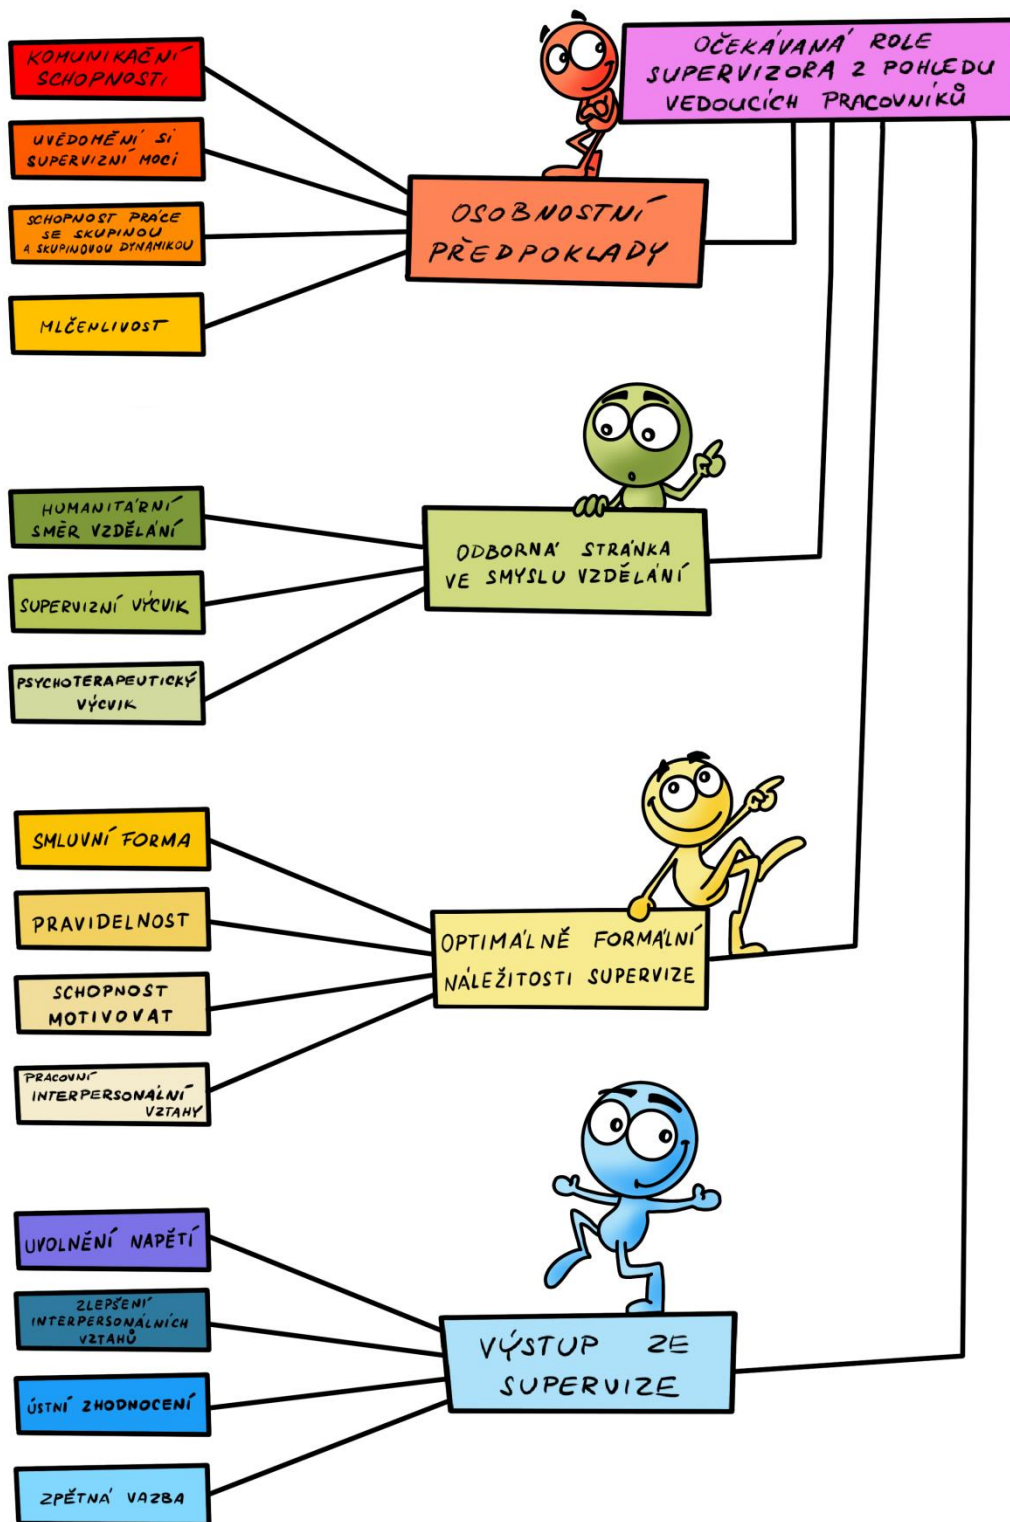 OČEKÁVANÁ ROLE
SUPERVIZORA Z POHLEDU
VEDOUCÍCH PRACOVNÍKŮ
OSOBNOSTNÍ
PŘEDPOKLADY
KOMUNIKAČNÍ
SCHOPNOSTI
UVĚDOMĚNÍ SI
SUPERVIZNÍ MOCI
SCHOPNOST PRÁCE
SE SKUPINOU
A SKUPINOVOU DYNAMIKOU
MLČENLIVOST
ODBORNÁ STRÁNKA
VE SMYSLU VZDĚLÁNÍ
HUMANITÁRNÍ
SMĚR VZDĚLÁNÍ
SUPERVIZNÍ VÝCVIK
PSYCHOTERAPEUTICKÝ
VÝCVIK
OPTIMÁLNĚ FORMÁLNÍ
NÁLEŽITOSTI SUPERVIZE
SMLUVNÍ FORMA
PRAVIDELNOST
SCHOPNOST
MOTIVOVAT
PRACOVNÍ
INTERPERSONÁLNÍ
VZTAHY
VÝSTUP ZE
SUPERVIZE
UVOLNĚNÍ NAPĚTÍ
ZLEPŠENÍ
INTERPERSONÁLNÍCH
VZTAHŮ
ÚSTNÍ ZHODNOCENÍ
ZPĚTNÁ VAZBA